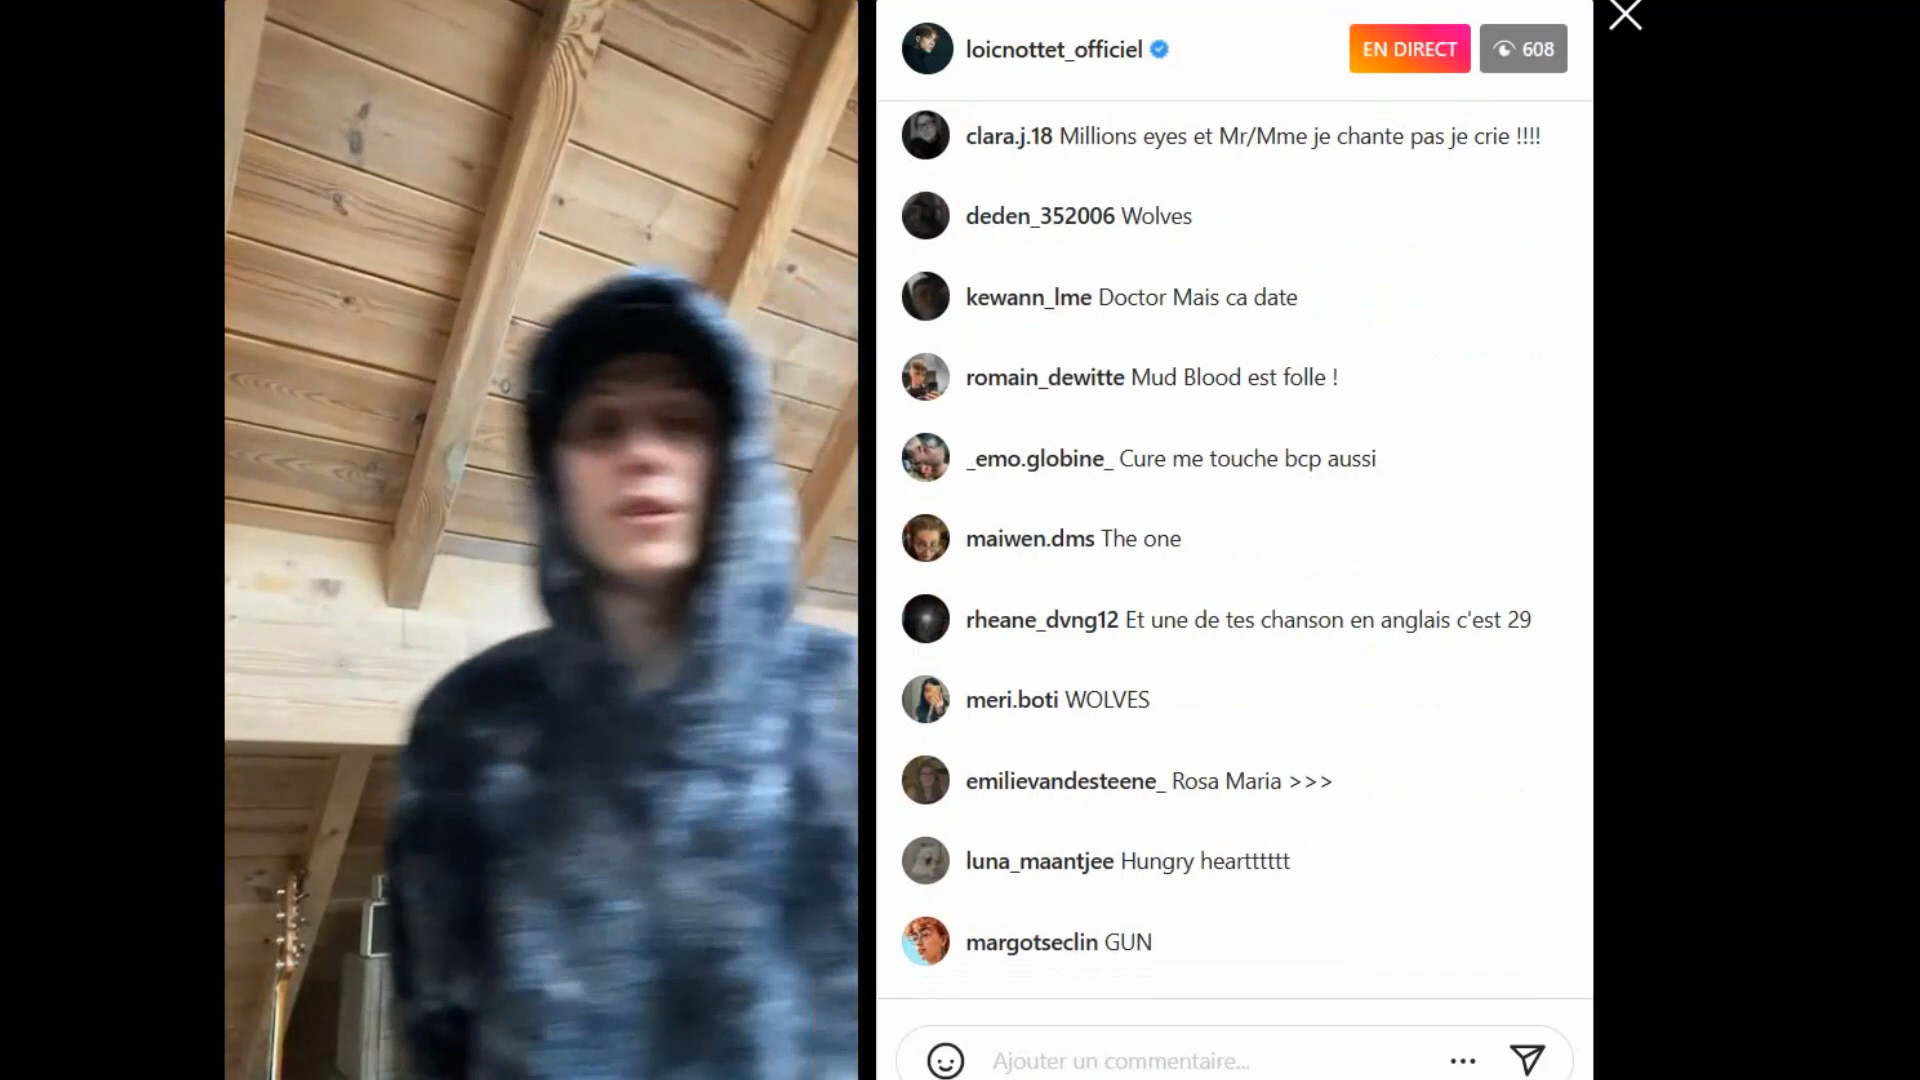 loicnottet_officiel
EN DIRECT
608
clara.j.18 Millions eyes et Mr/Mme je chante pas je crie !!!!
deden_352006 Wolves
kewann_lme Doctor Mais ca date
romain_dewitte Mud Blood est folle !
_emo.globine_ Cure me touche bcp aussi
maiwen.dms The one
rheane_dvng12 Et une de tes chanson en anglais c'est 29
meri.boti WOLVES
emilievandesteene_ Rosa Maria >>>
luna_maantjee Hungry heartttttt
margotseclin GUN
Ajouter un commentaire...